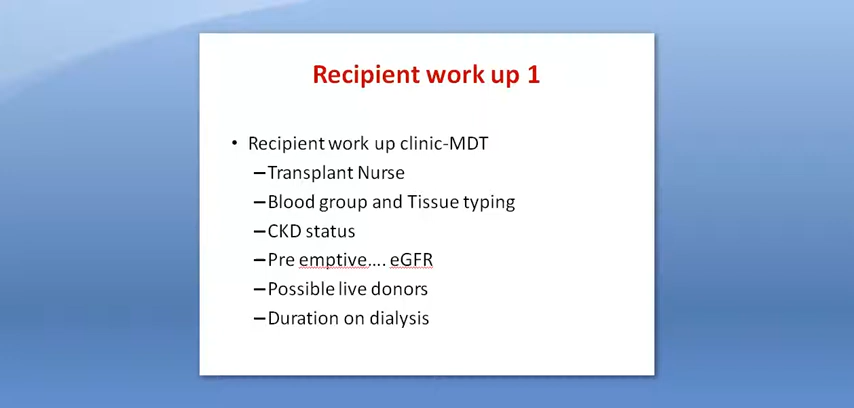 Recipient work up 1
• Recipient work up clinic-MDT
–Transplant Nurse
–Blood group and Tissue typing
–CKD status
–Pre emptive.... eGFR
–Possible live donors
–Duration on dialysis